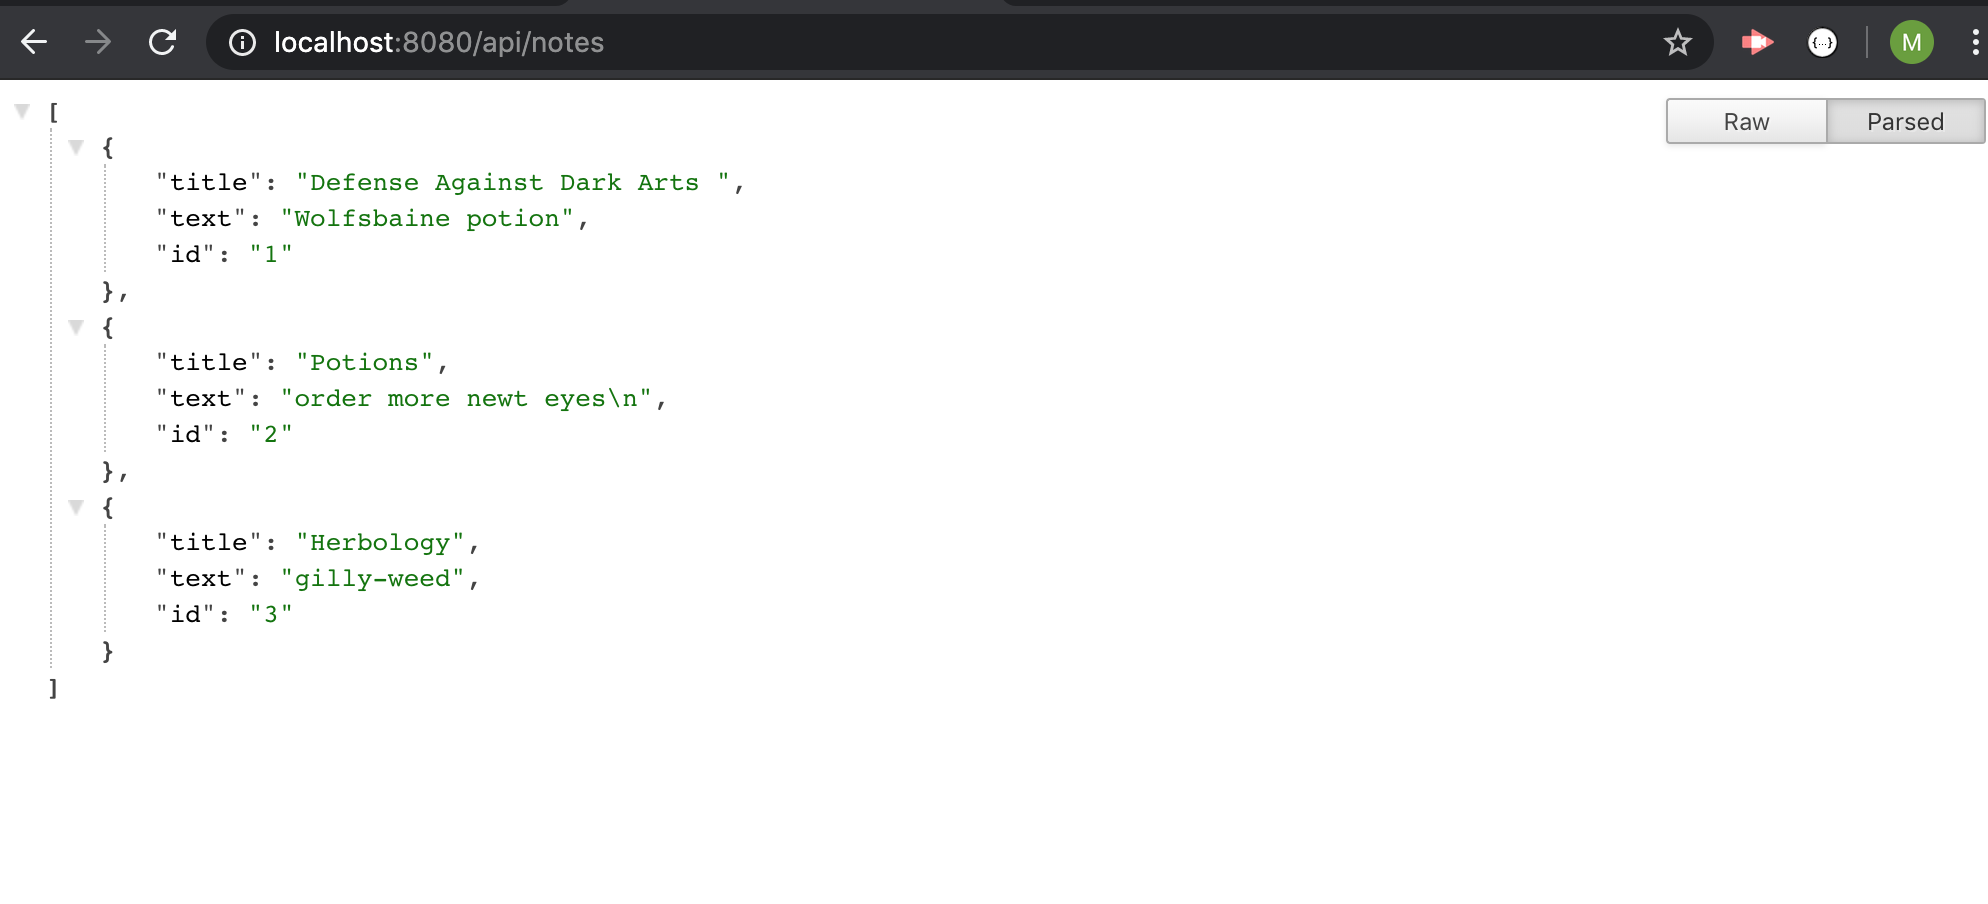 localhost:8080/api/notes
M
Raw Parsed
[
{
"title": "Defense Against Dark Arts ",
"text": "Wolfsbaine potion",
"id": "1"
},
{
"title": "Potions",
"text": "order more newt eyes\n",
"id": "2"
},
{
"title": "Herbology",
"text": "gilly-weed",
"id": "3"
}
]